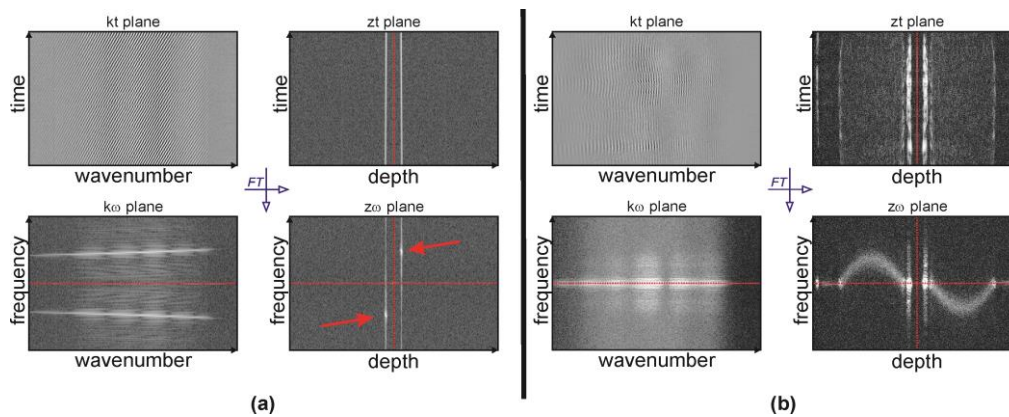 kt plane
time
wavenumber
zt plane
time
depth
FT
kω plane
frequency
wavenumber
zω plane
frequency
depth
(a)
kt plane
time
wavenumber
zt plane
time
depth
FT
kω plane
frequency
wavenumber
zω plane
frequency
depth
(b)